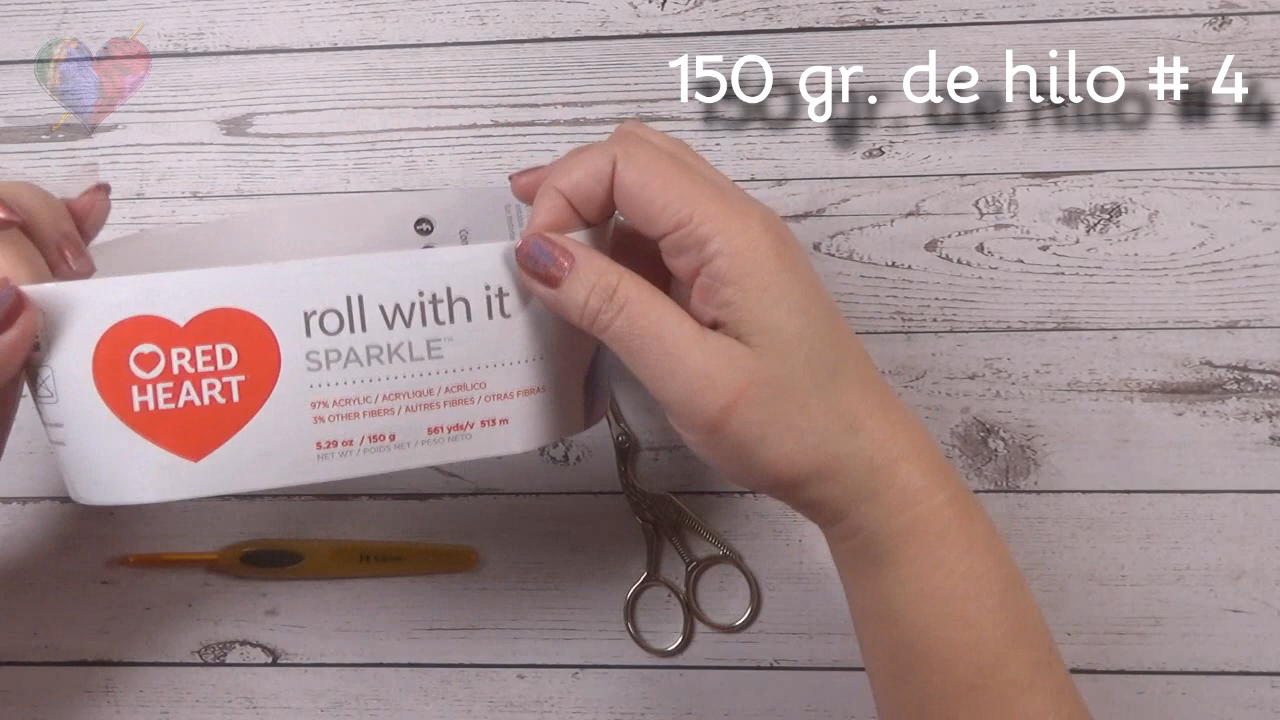 150 gr. de hilo # 4
RED
HEART
roll with it
SPARKLE™
97% ACRYLIC / ACRYLIQUE / ACRÍLICO
3% OTHER FIBERS / AUTRES FIBRES / OTRAS FIBRAS
5.29 oz / 150 g 561 yds/v 513 m
NET WT / POIDS NET / PESO NETO